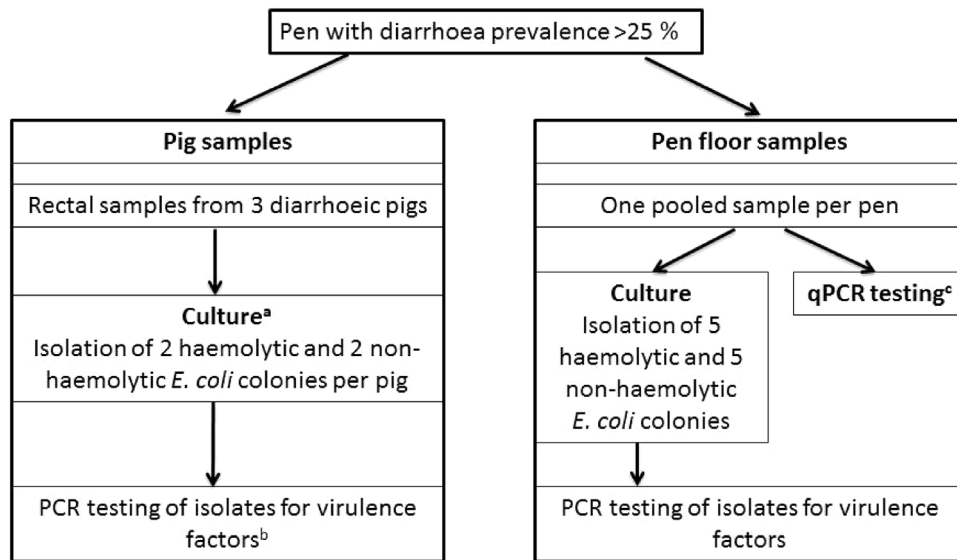 Pen with diarrhoea prevalence >25 %
Pig samples
Rectal samples from 3 diarrhoeic pigs
Cultureᵃ
Isolation of 2 haemolytic and 2 non-
haemolytic E. coli colonies per pig
PCR testing of isolates for virulence
factorsᵇ
Pen floor samples
One pooled sample per pen
Culture
Isolation of 5
haemolytic and 5
non-haemolytic
E. coli colonies
qPCR testingᶜ
PCR testing of isolates for virulence
factors